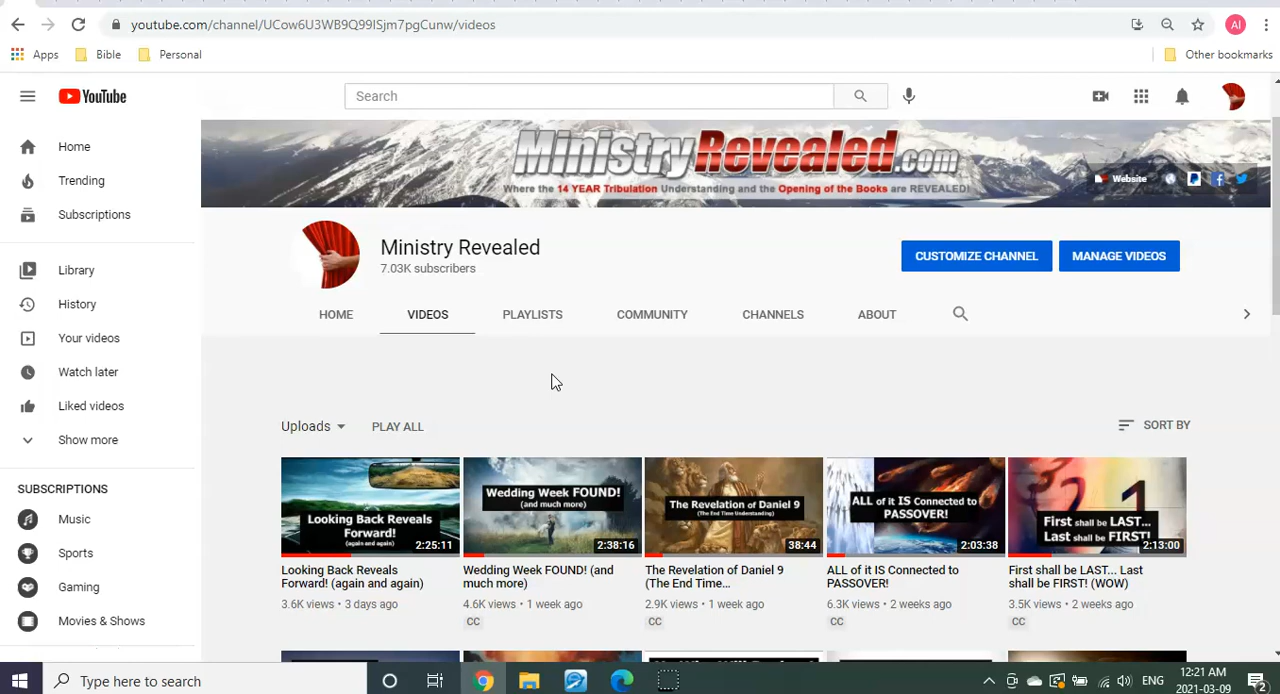 youtube.com/channel/UCow6U3WB9Q99ISjm7pgCunw/videos
AI
Apps Bible Personal Other bookmarks
YouTube
Search
Home
Trending
Subscriptions
Library
History
Your videos
Watch later
Liked videos
Show more
SUBSCRIPTIONS
Music
Sports
Gaming
Movies & Shows
MinistryRevealed.com
Where the 14 YEAR Tribulation Understanding and the Opening of the Books are REVEALED!
Website
Ministry Revealed
7.03K subscribers
CUSTOMIZE CHANNEL MANAGE VIDEOS
HOME VIDEOS PLAYLISTS COMMUNITY CHANNELS ABOUT
Uploads PLAY ALL SORT BY
Looking Back Reveals
Forward!
(again and again)
2:25:11
Looking Back Reveals
Forward! (again and again)
3.6K views • 3 days ago
Wedding Week FOUND!
(and much more)
2:38:16
Wedding Week FOUND! (and
much more)
4.6K views • 1 week ago
CC
The Revelation of Daniel 9
(The End Time Understanding)
38:44
The Revelation of Daniel 9
(The End Time...
2.9K views • 1 week ago
CC
ALL of it IS Connected to
PASSOVER!
2:03:38
ALL of it IS Connected to
PASSOVER!
6.3K views • 2 weeks ago
CC
2 1
First shall be LAST...
Last shall be FIRST!
2:13:00
First shall be LAST... Last
shall be FIRST! (WOW)
3.5K views • 2 weeks ago
CC
Type here to search
ENG
12:21 AM
2021-03-09
2